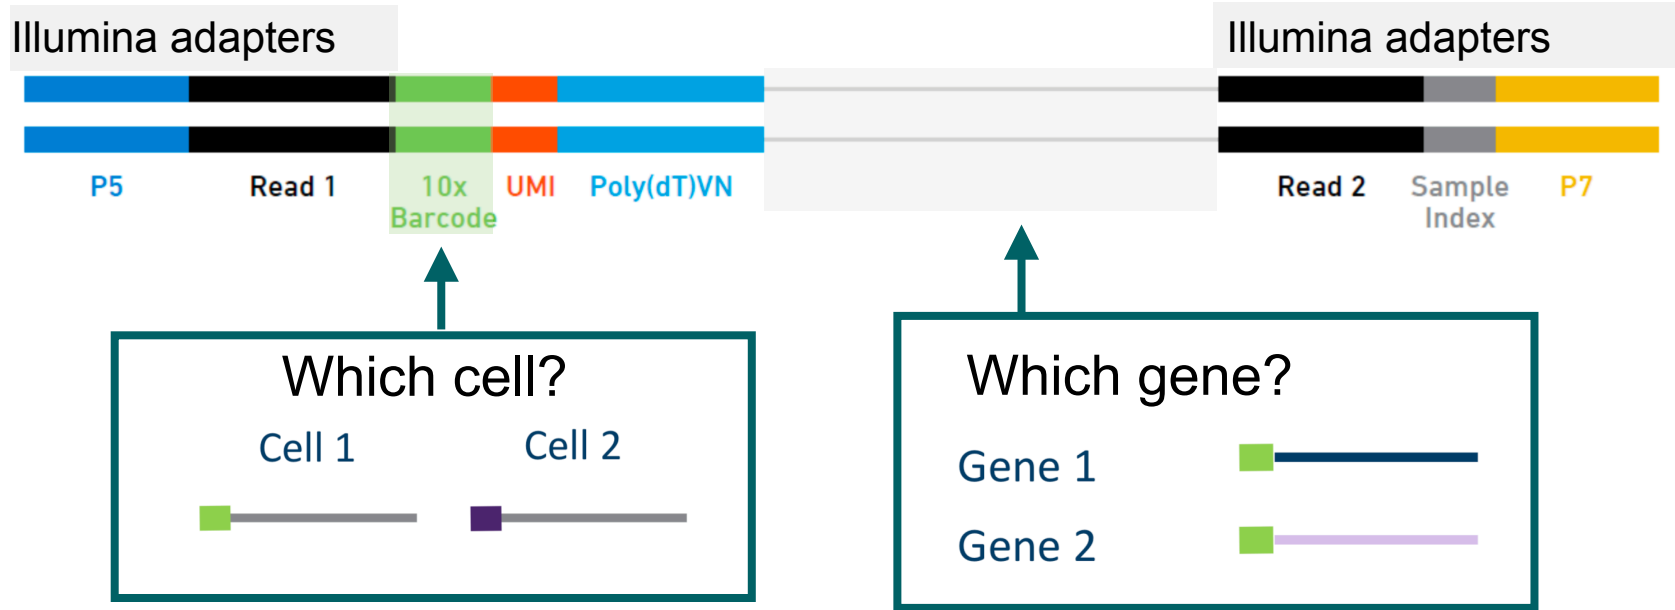 Illumina adapters
Illumina adapters
P5
Read 1
10x
Barcode
UMI
Poly(dT)VN
Read 2
Sample
Index
P7
Which cell?
Cell 1
Cell 2
Which gene?
Gene 1
Gene 2